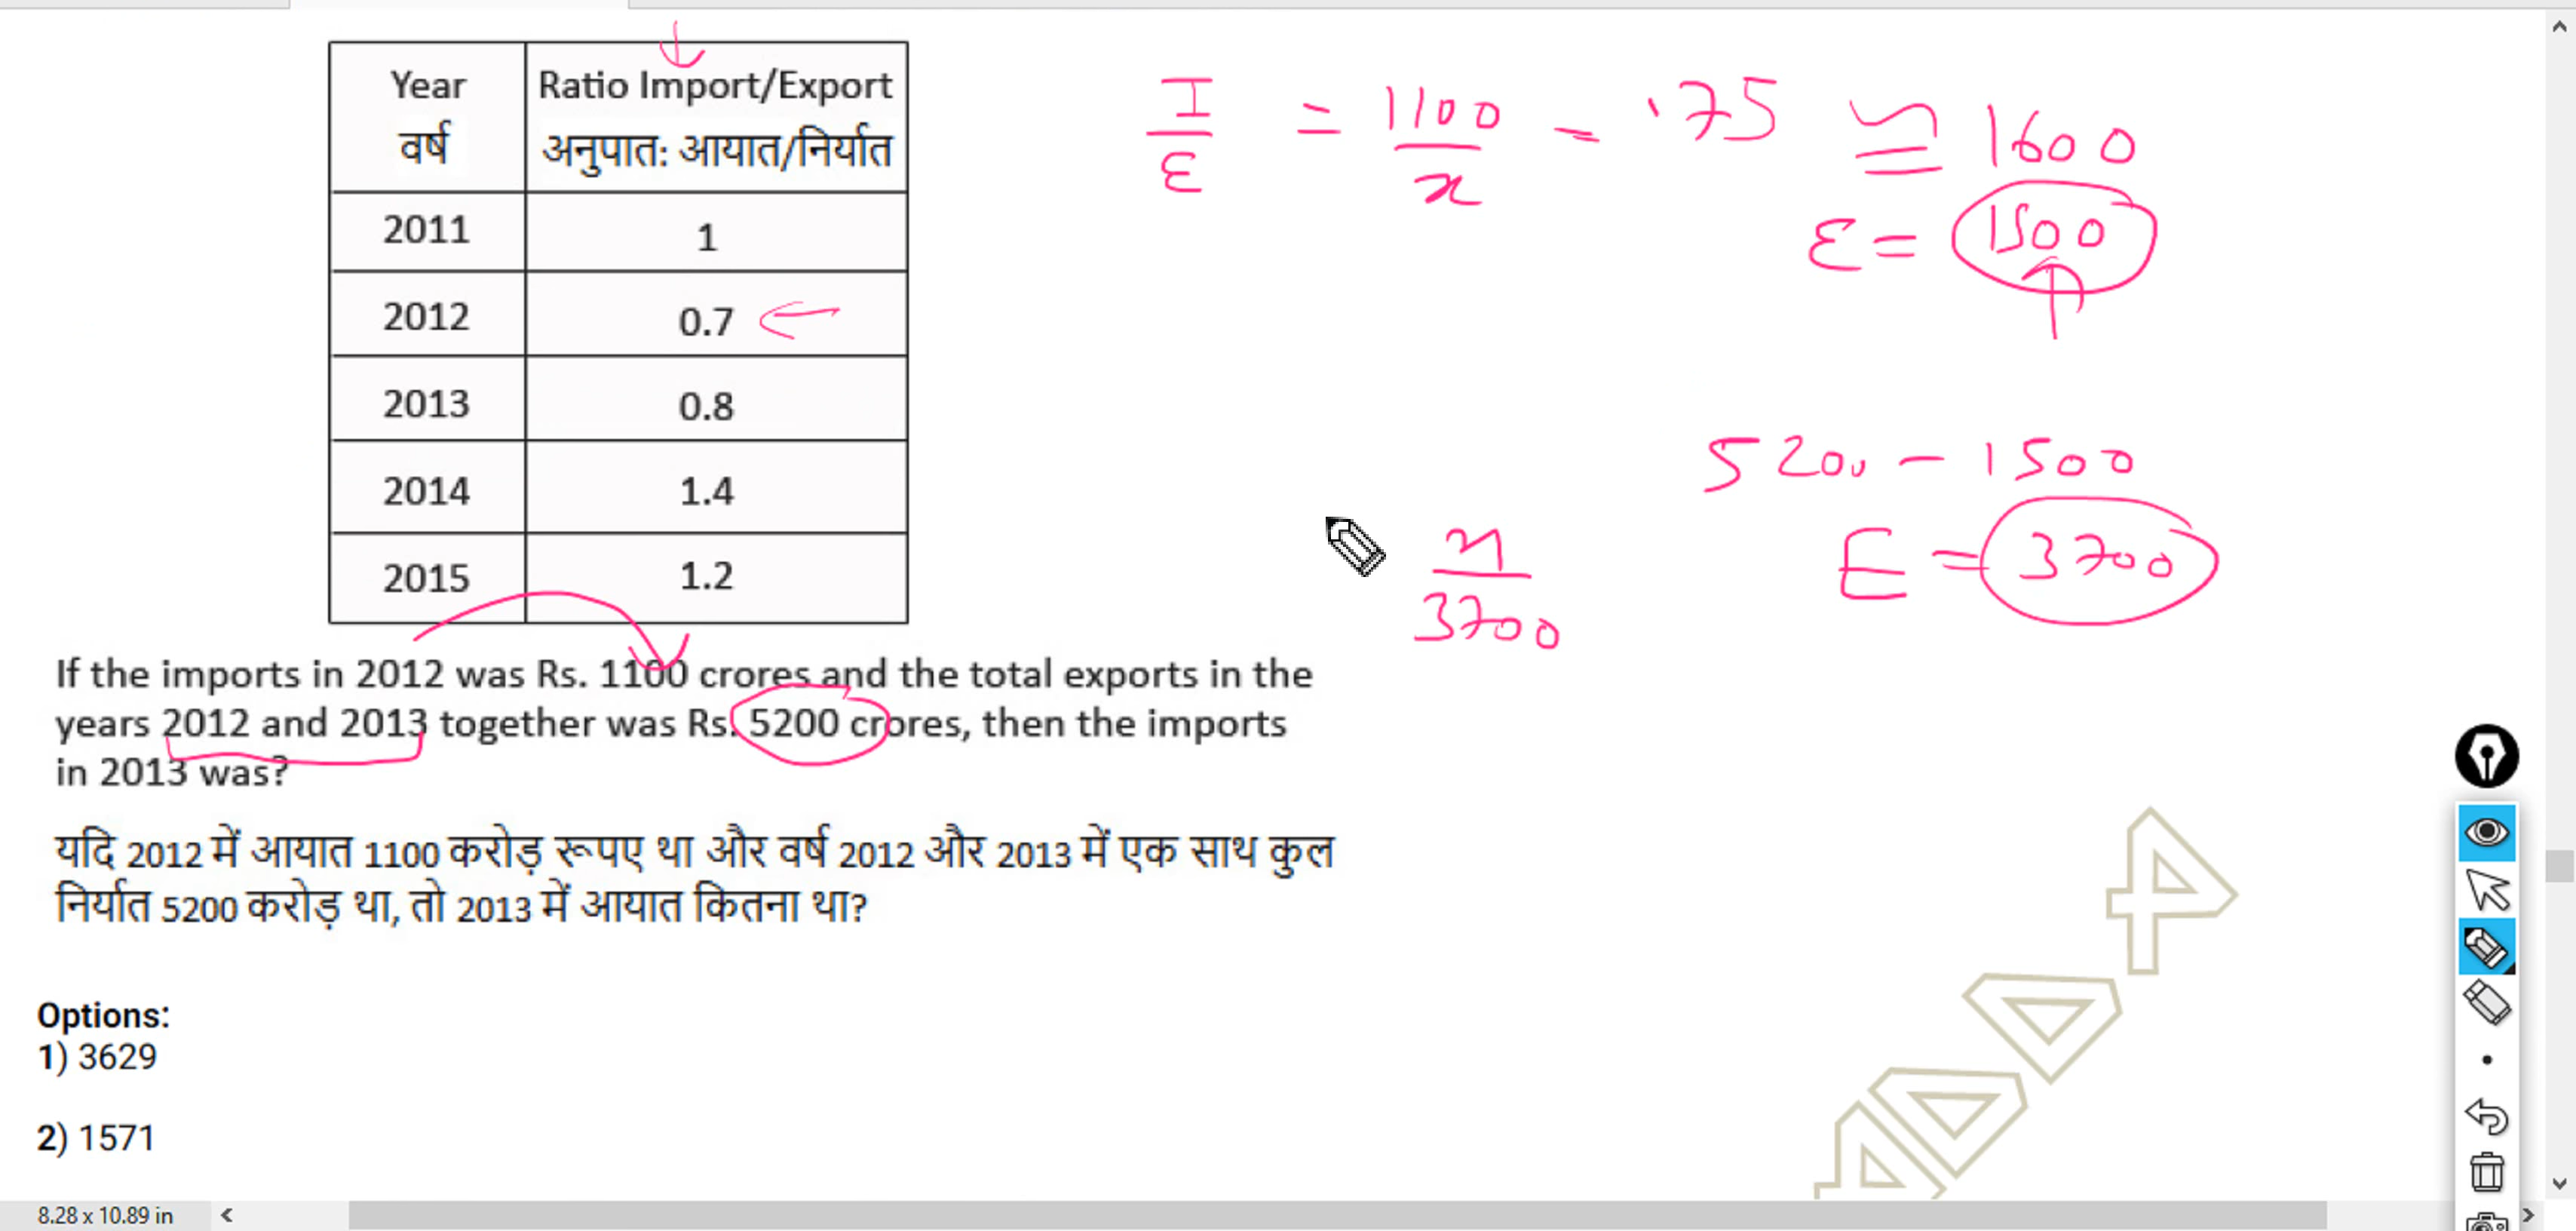 Year Ratio Import/Export
वर्ष अनुपात: आयात/निर्यात
2011 1
2012 0.7
2013 0.8
2014 1.4
2015 1.2
I/ε = 1100/x = .75 ≅ 1600
ε = 1500
5200 - 1500
E = 3700
x/3700
If the imports in 2012 was Rs. 1100 crores and the total exports in the
years 2012 and 2013 together was Rs. 5200 crores, then the imports
in 2013 was?
यदि 2012 में आयात 1100 करोड़ रूपए था और वर्ष 2012 और 2013 में एक साथ कुल
निर्यात 5200 करोड़ था, तो 2013 में आयात कितना था?
Options:
1) 3629
2) 1571
8.28 x 10.89 in